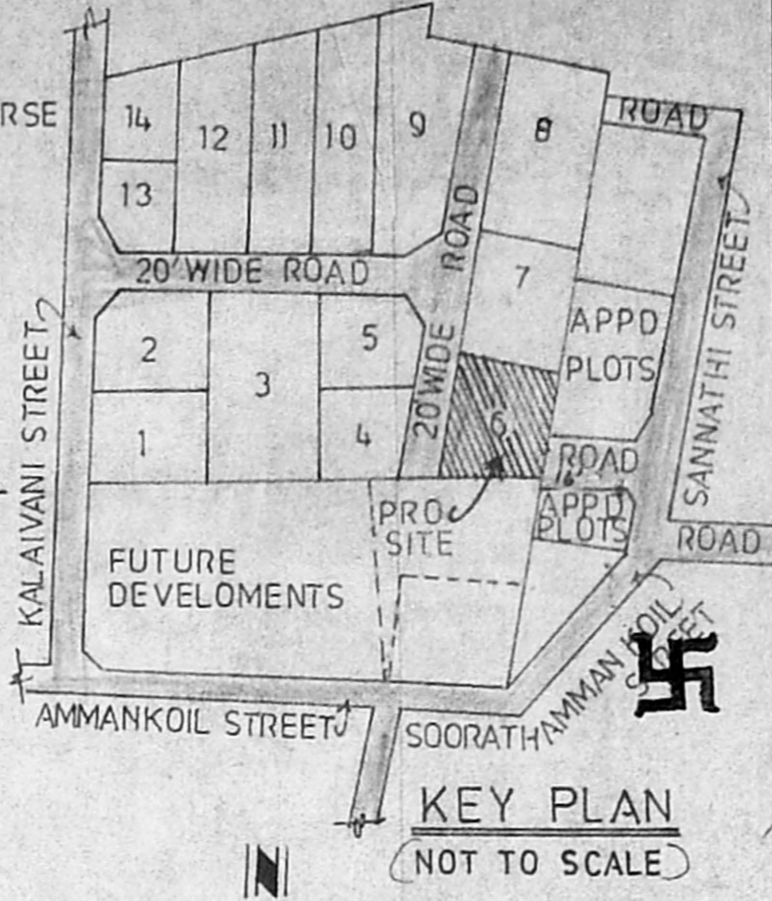 RSE
14
12
11
10
9
8
ROAD
13
20'WIDE ROAD
ROAD
7
APPD
PLOTS
SANNATHI STREET
KALAIVANI STREET
2
3
5
20'WIDE
6
1
4
ROAD
16'
APPD
PLOTS
ROAD
PRO
SITE
FUTURE
DEVELOMENTS
AMMANKOIL STREET
SOORATHAMMAN KOIL
STREET
KEY PLAN
(NOT TO SCALE)
N